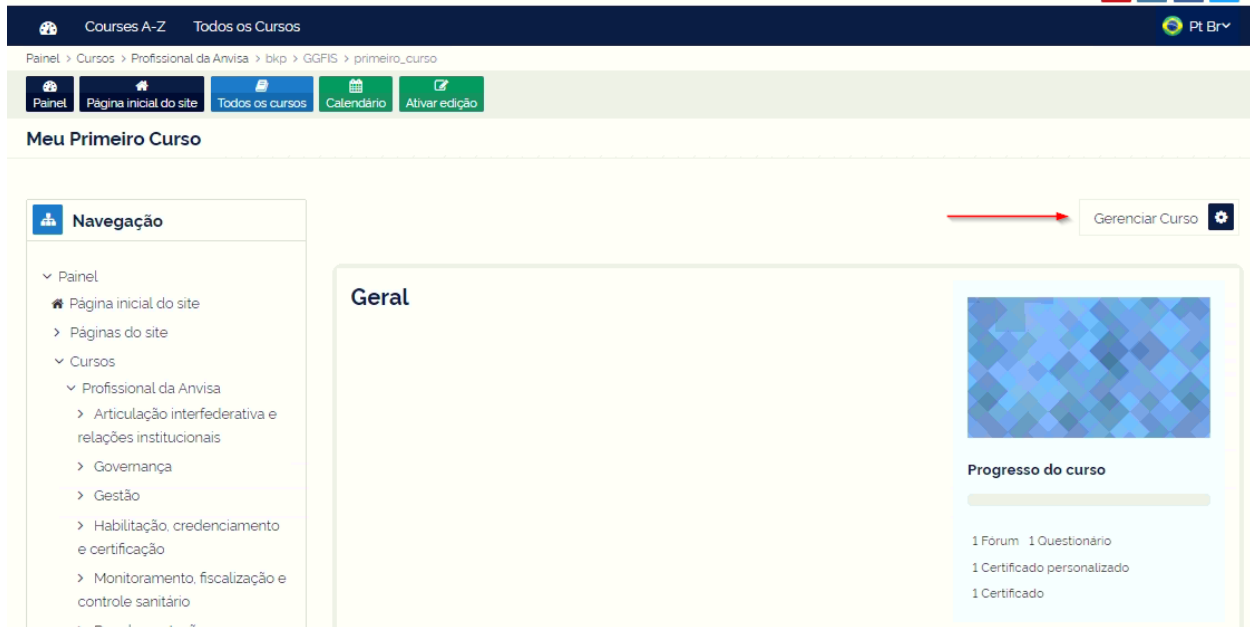 Courses A-Z Todos os Cursos Pt Br
Painel > Cursos > Profissional da Anvisa > bkp > GGFIS > primeiro_curso
Painel Página inicial do site Todos os cursos Calendário Ativar edição
Meu Primeiro Curso
Navegação
Gerenciar Curso
Painel
Página inicial do site
Páginas do site
Cursos
Profissional da Anvisa
Articulação interfederativa e
relações institucionais
Governança
Gestão
Habilitação, credenciamento
e certificação
Monitoramento, fiscalização e
controle sanitário
Geral
Progresso do curso
1 Fórum 1 Questionário
1 Certificado personalizado
1 Certificado